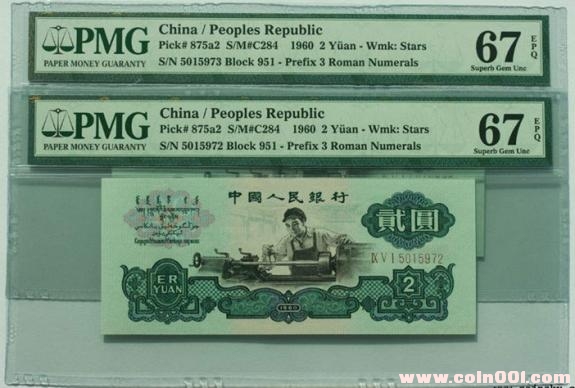 PMG
PAPER MONEY GUARANTY
China / Peoples Republic
Pick# 875a2 S/M#C284 1960 2 Yüan - Wmk: Stars
S/N 5015973 Block 951 - Prefix 3 Roman Numerals
67
EPQ
Superb Gem Unc
PMG
PAPER MONEY GUARANTY
China / Peoples Republic
Pick# 875a2 S/M#C284 1960 2 Yüan - Wmk: Stars
S/N 5015972 Block 951 - Prefix 3 Roman Numerals
67
EPQ
Superb Gem Unc
中國人民銀行
貳圓
IX V I 5015972
ER
YUAN
1960
2
www.coin001.com